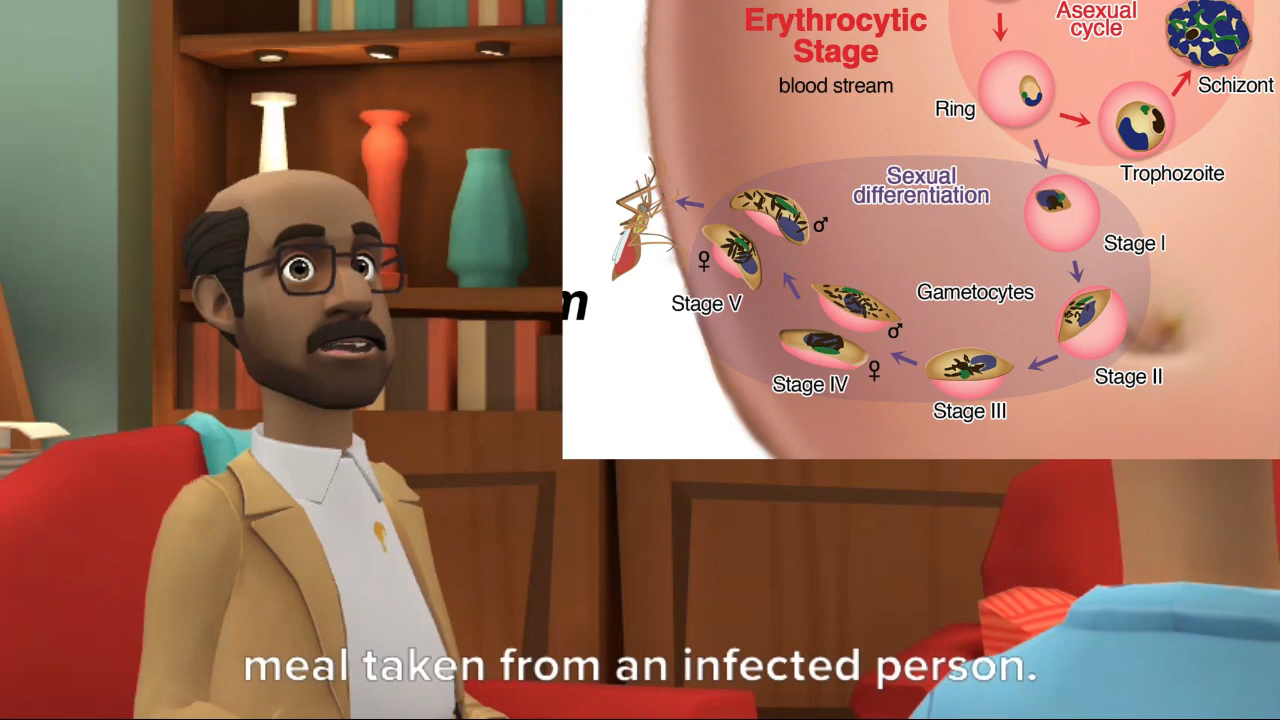 Erythrocytic
Stage
blood stream
Asexual
cycle
Schizont
Ring
Trophozoite
Sexual
differentiation
♂
Stage I
♀
Stage V
Gametocytes
m
♂
Stage IV
♀
Stage II
Stage III
meal taken from an infected person.